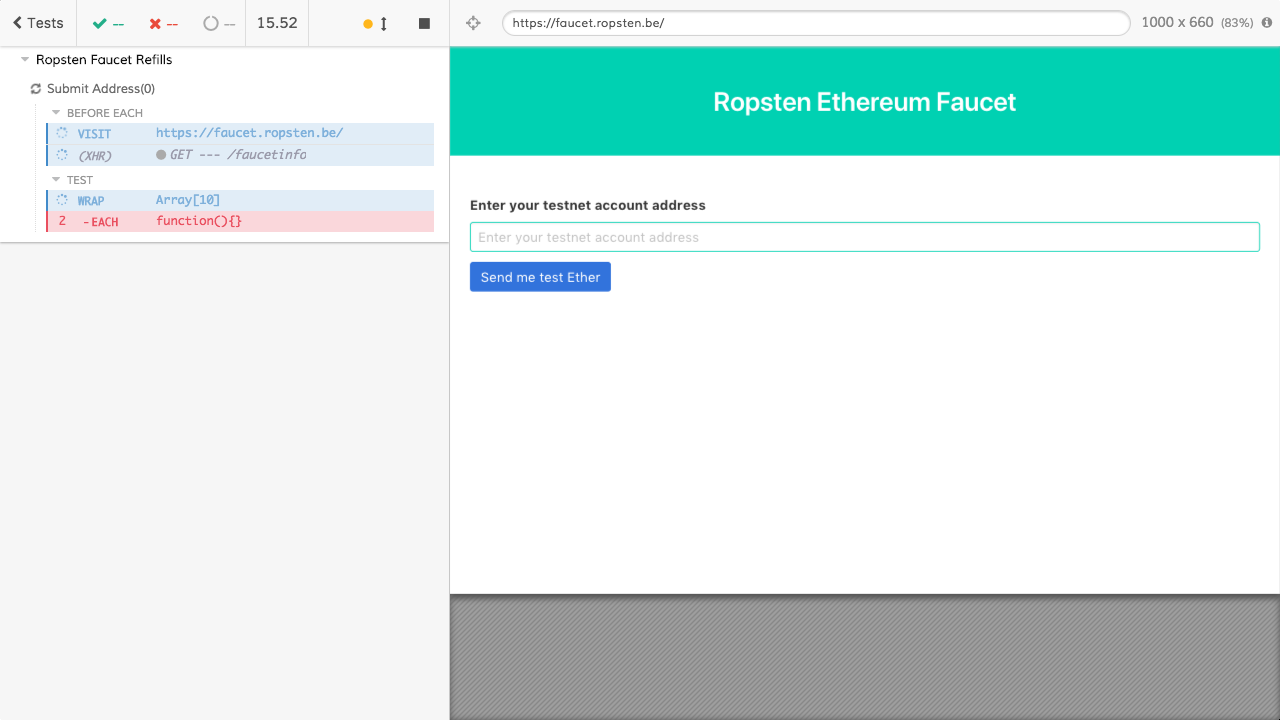 Tests -- -- -- 15.52
https://faucet.ropsten.be/ 1000 x 660 (83%)
Ropsten Faucet Refills
Submit Address(0)
BEFORE EACH
VISIT https://faucet.ropsten.be/
(XHR) GET --- /faucetinfo
TEST
WRAP Array[10]
2 -EACH function(){}
Ropsten Ethereum Faucet
Enter your testnet account address
Enter your testnet account address
Send me test Ether